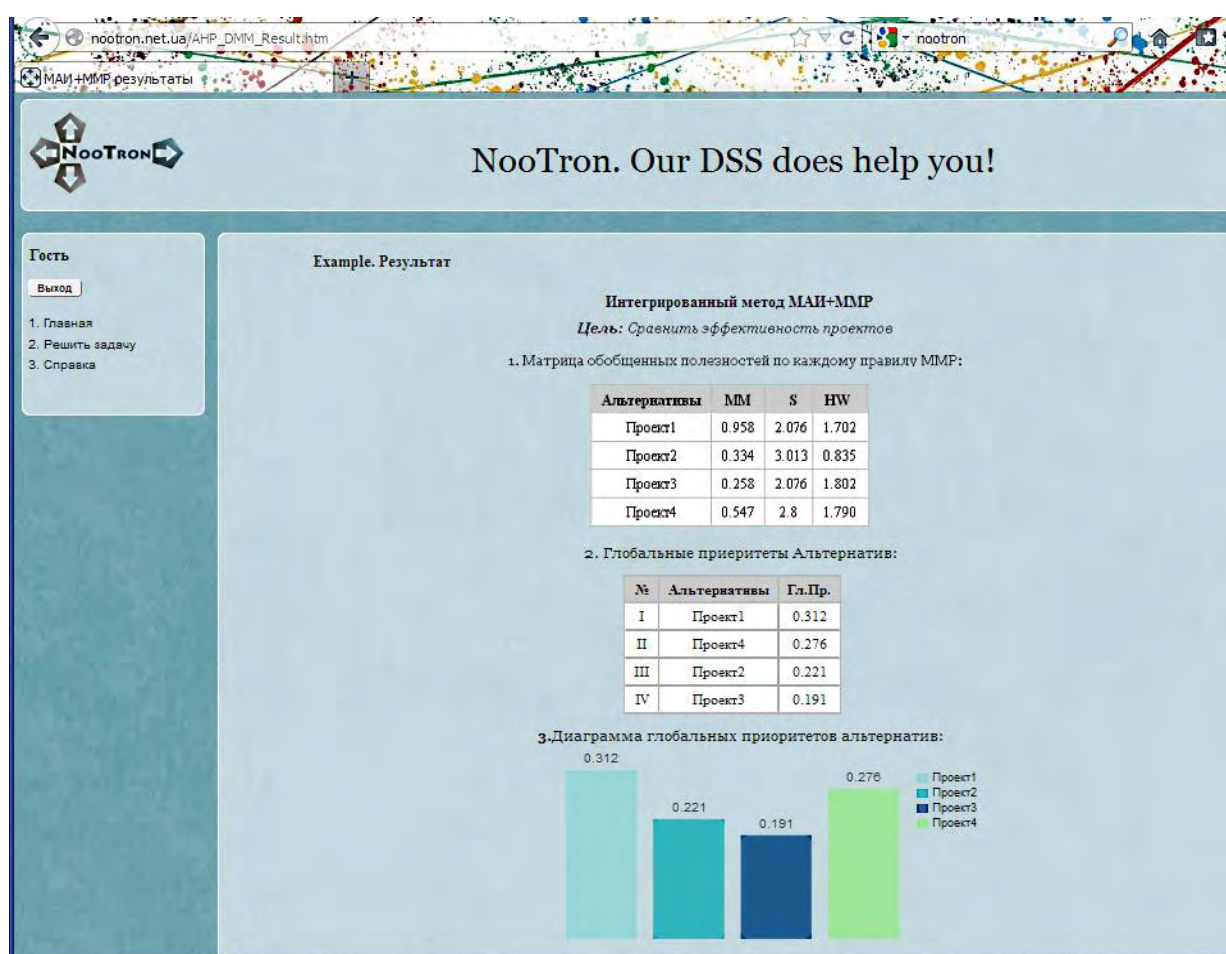 nootron.net.ua/AHP_DMM_Result.htm
nootron
МАИ+ММР результаты
NooTron
NooTron. Our DSS does help you!
Гость
Выход
1. Главная
2. Решить задачу
3. Справка
Example. Результат
Интегрированный метод МАИ+ММР
Цель: Сравнить эффективность проектов
1. Матрица обобщенных полезностей по каждому правилу ММР:
Альтернативы MM S HW
Проект1 0.958 2.076 1.702
Проект2 0.334 3.013 0.835
Проект3 0.258 2.076 1.802
Проект4 0.547 2.8 1.790
2. Глобальные приеритеты Альтернатив:
№ Альтернативы Гл.Пр.
I Проект1 0.312
II Проект4 0.276
III Проект2 0.221
IV Проект3 0.191
3.Диаграмма глобальных приоритетов альтернатив:
0.312
0.221
0.191
0.276
Проект1
Проект2
Проект3
Проект4